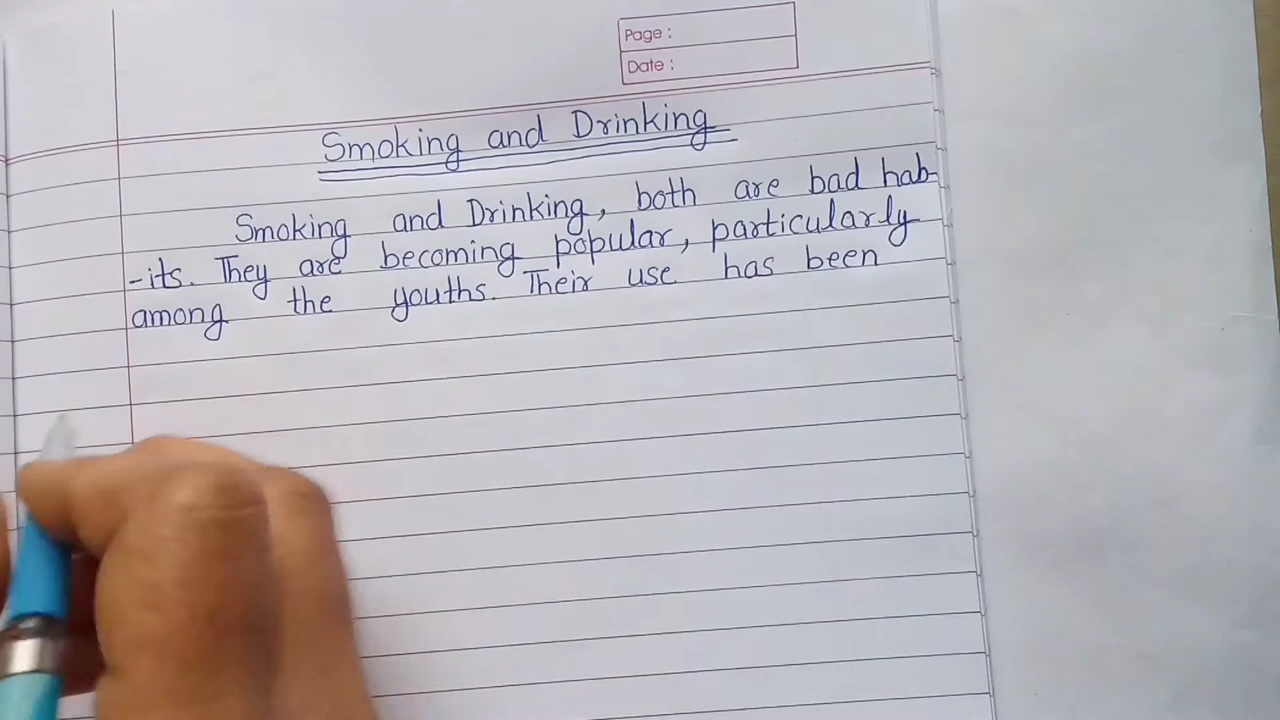 Page :
Date :
Smoking and Drinking
Smoking and Drinking, both are bad hab-
-its. They are becoming popular, particularly
among the youths. Their use has been